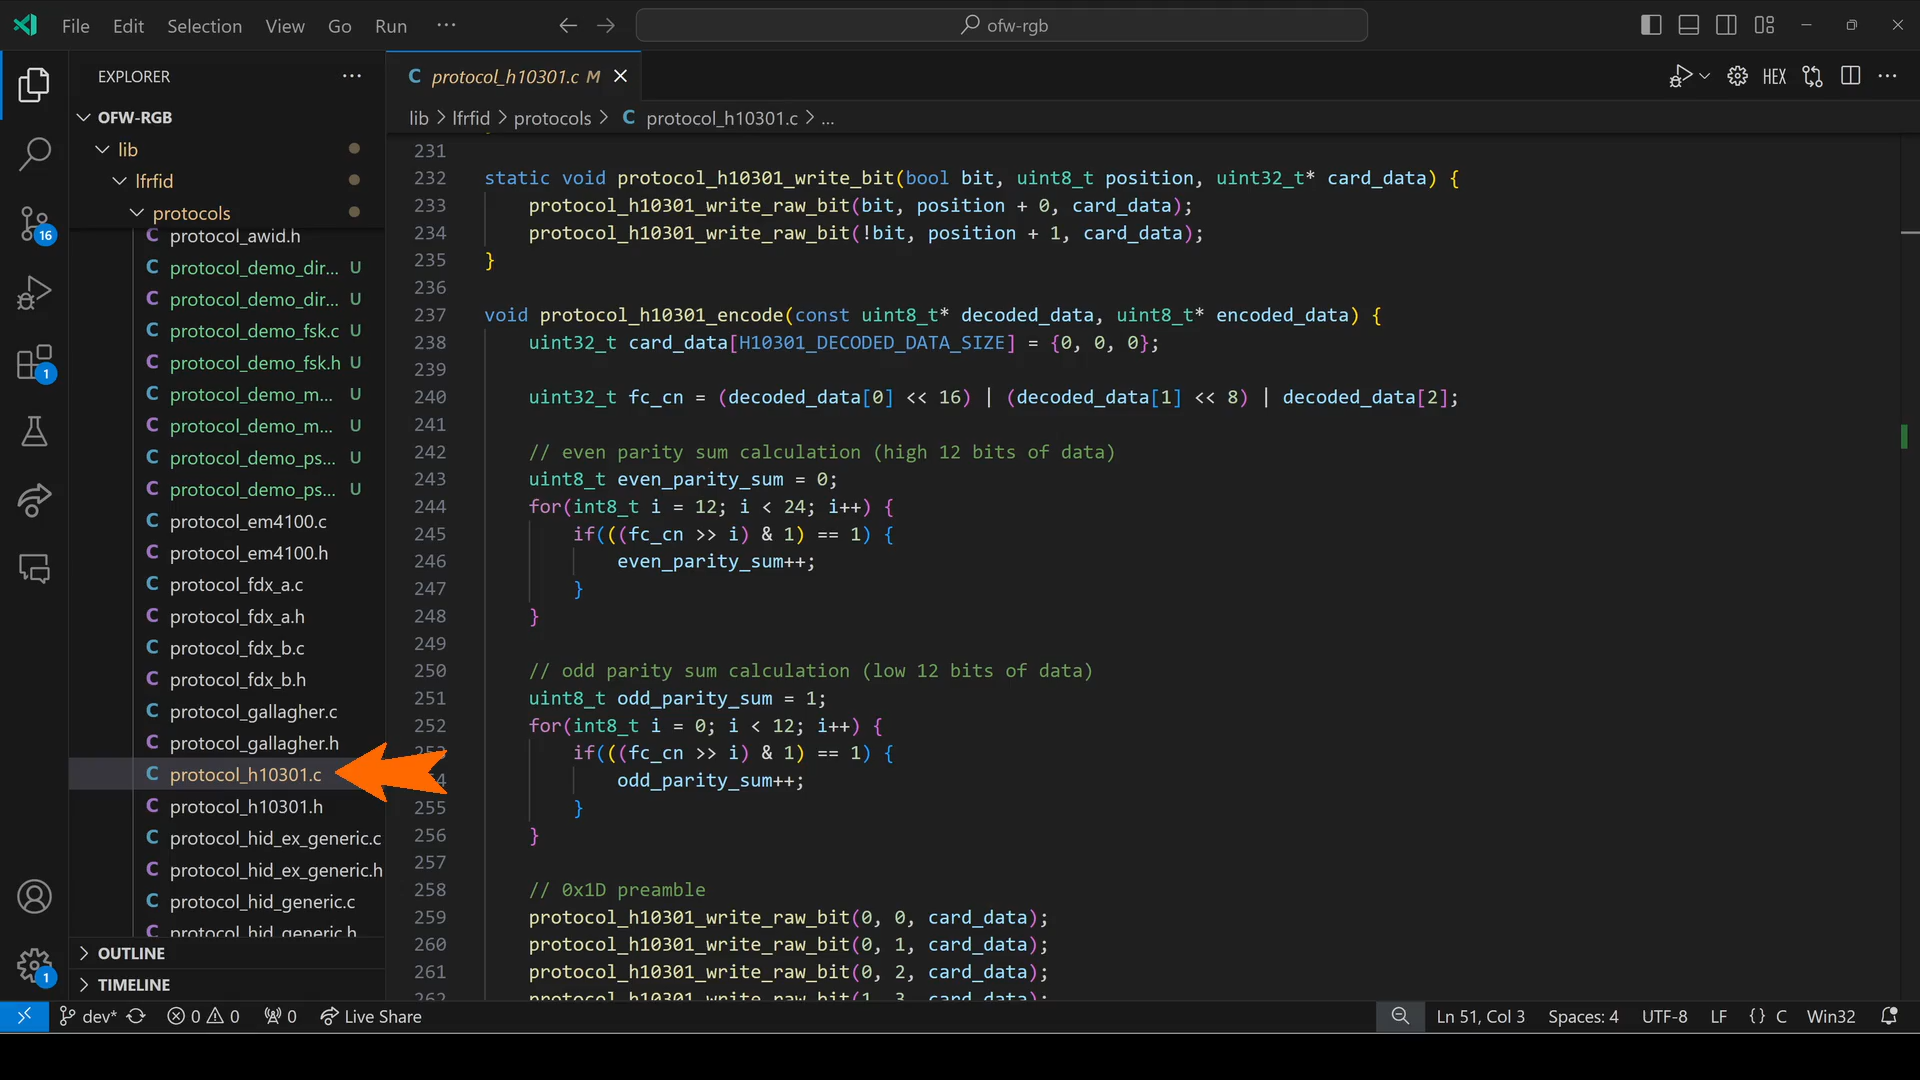 File Edit Selection View Go Run ···
ofw-rgb
EXPLORER ···
OFW-RGB
lib
lfrfid
protocols
C protocol_awid.h
C protocol_demo_dir... U
C protocol_demo_dir... U
C protocol_demo_fsk.c U
C protocol_demo_fsk.h U
C protocol_demo_m... U
C protocol_demo_m... U
C protocol_demo_ps... U
C protocol_demo_ps... U
C protocol_em4100.c
C protocol_em4100.h
C protocol_fdx_a.c
C protocol_fdx_a.h
C protocol_fdx_b.c
C protocol_fdx_b.h
C protocol_gallagher.c
C protocol_gallagher.h
C protocol_h10301.c
C protocol_h10301.h
C protocol_hid_ex_generic.c
C protocol_hid_ex_generic.h
C protocol_hid_generic.c
C protocol_hid_generic.h
OUTLINE
TIMELINE
16
1
1
C protocol_h10301.c M
HEX
lib > lfrfid > protocols > C protocol_h10301.c > ...
231
232 static void protocol_h10301_write_bit(bool bit, uint8_t position, uint32_t* card_data) {
233 protocol_h10301_write_raw_bit(bit, position + 0, card_data);
234 protocol_h10301_write_raw_bit(!bit, position + 1, card_data);
235 }
236
237 void protocol_h10301_encode(const uint8_t* decoded_data, uint8_t* encoded_data) {
238 uint32_t card_data[H10301_DECODED_DATA_SIZE] = {0, 0, 0};
239
240 uint32_t fc_cn = (decoded_data[0] << 16) | (decoded_data[1] << 8) | decoded_data[2];
241
242 // even parity sum calculation (high 12 bits of data)
243 uint8_t even_parity_sum = 0;
244 for(int8_t i = 12; i < 24; i++) {
245 if(((fc_cn >> i) & 1) == 1) {
246 even_parity_sum++;
247 }
248 }
249
250 // odd parity sum calculation (low 12 bits of data)
251 uint8_t odd_parity_sum = 1;
252 for(int8_t i = 0; i < 12; i++) {
253 if(((fc_cn >> i) & 1) == 1) {
odd_parity_sum++;
255 }
256 }
257
258 // 0x1D preamble
259 protocol_h10301_write_raw_bit(0, 0, card_data);
260 protocol_h10301_write_raw_bit(0, 1, card_data);
261 protocol_h10301_write_raw_bit(0, 2, card_data);
262 protocol_h10301_write_raw_bit(1, 3, card_data);
dev* 0 0 0 Live Share Ln 51, Col 3 Spaces: 4 UTF-8 LF {} C Win32